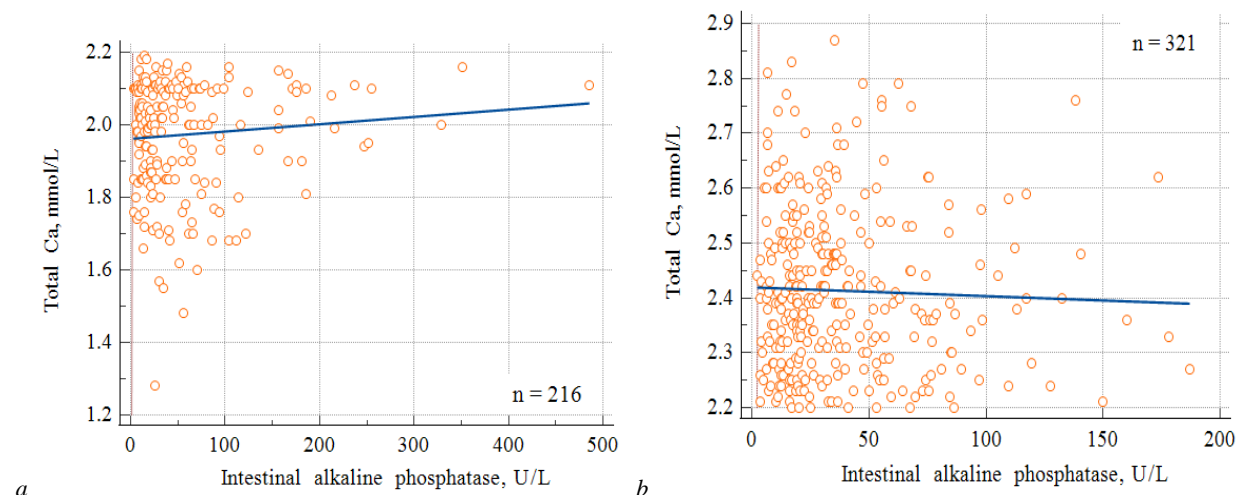 2.2
2.0
1.8
1.6
1.4
1.2
Total Ca, mmol/L
n = 216
0 100 200 300 400 500
Intestinal alkaline phosphatase, U/L
a
2.9
2.8
2.7
2.6
2.5
2.4
2.3
2.2
Total Ca, mmol/L
n = 321
0 50 100 150 200
Intestinal alkaline phosphatase, U/L
b